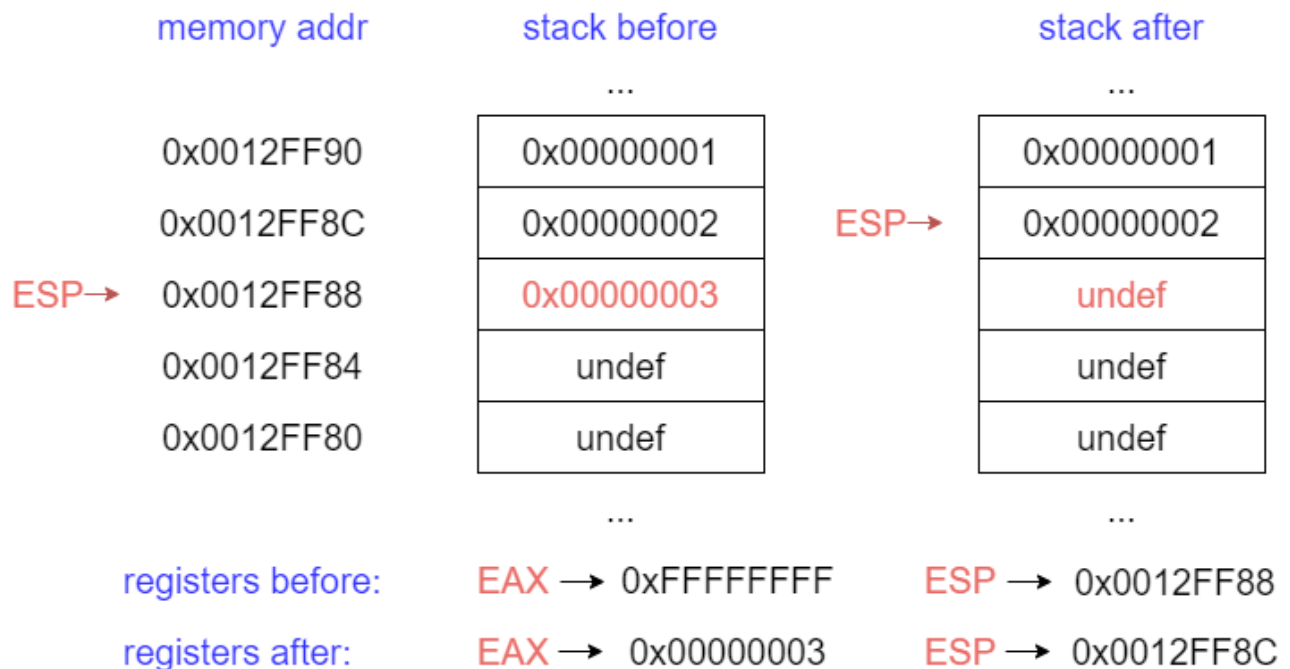 memory addr stack before stack after
... ...
0x0012FF90 0x00000001 0x00000001
0x0012FF8C 0x00000002 ESP→ 0x00000002
ESP→ 0x0012FF88 0x00000003 undef
0x0012FF84 undef undef
0x0012FF80 undef undef
... ...
registers before: EAX → 0xFFFFFFFF ESP → 0x0012FF88
registers after: EAX → 0x00000003 ESP → 0x0012FF8C